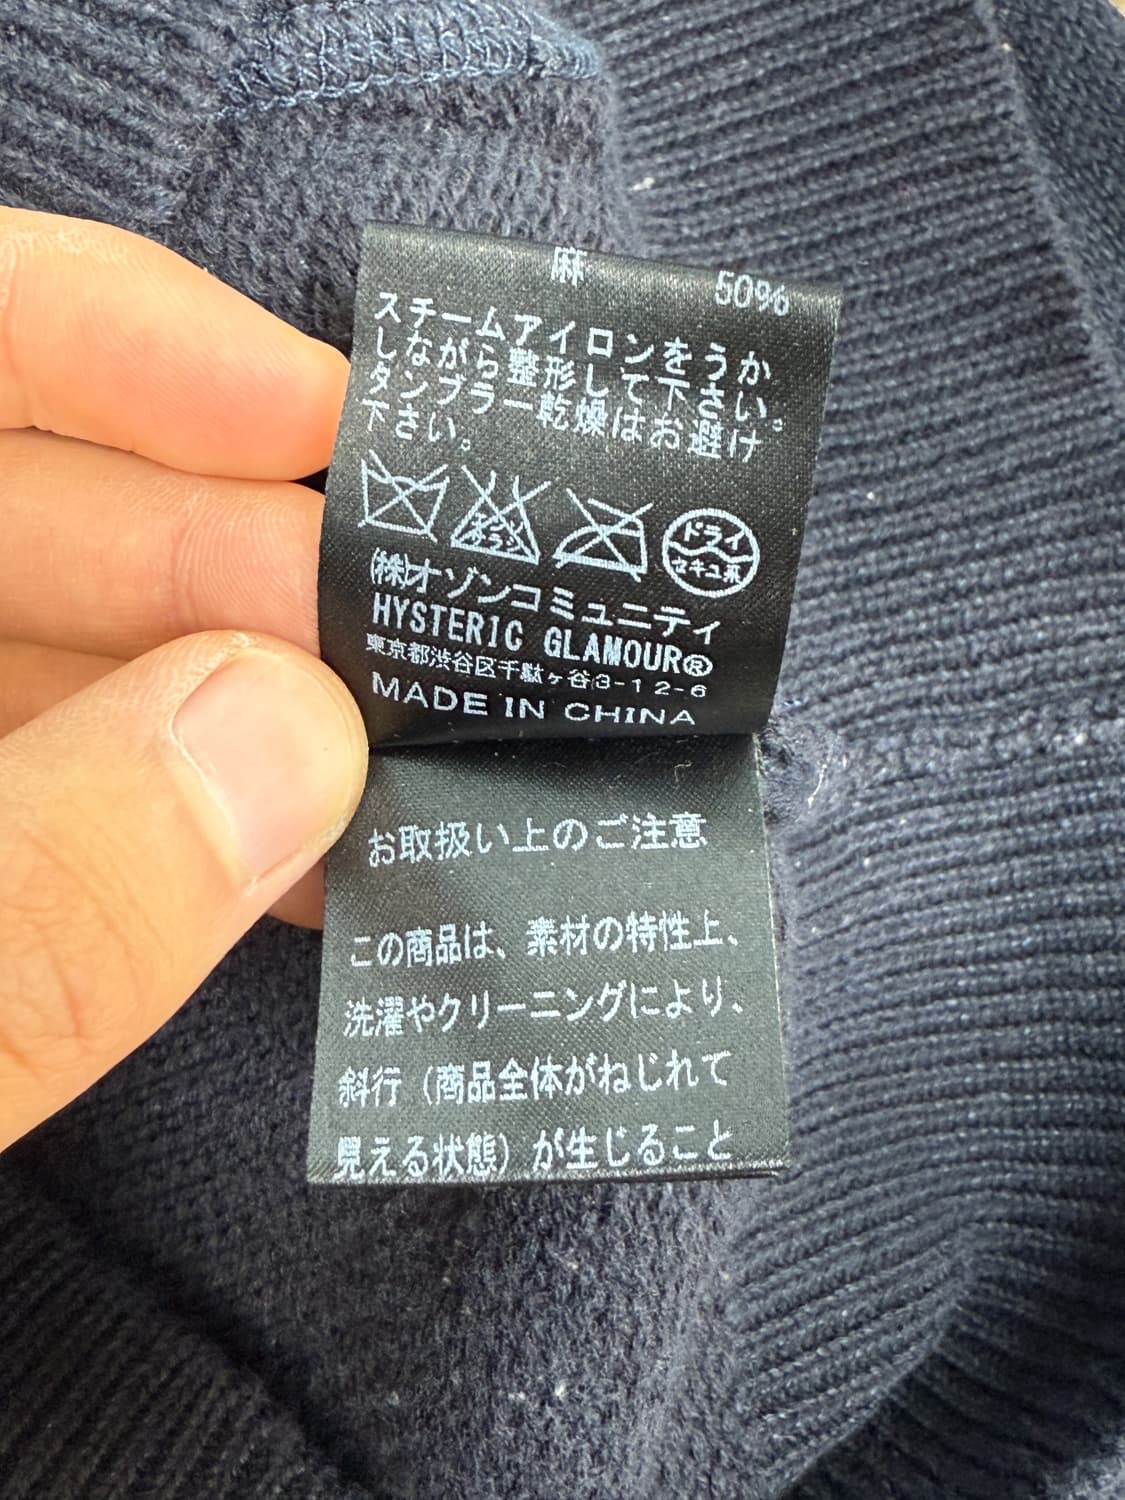 麻 50%
スチームアイロンをうか
しながら整形して下さい。
タンブラー乾燥はお避け
下さい。
エンソ
サラシ
ドライ
セキユ系
(株)オゾンコミュニティ
HYSTERIC GLAMOUR®
東京都渋谷区千駄ヶ谷3-12-6
MADE IN CHINA
お取扱い上のご注意
この商品は、素材の特性上、
洗濯やクリーニングにより、
斜行（商品全体がねじれて
見える状態）が生じること